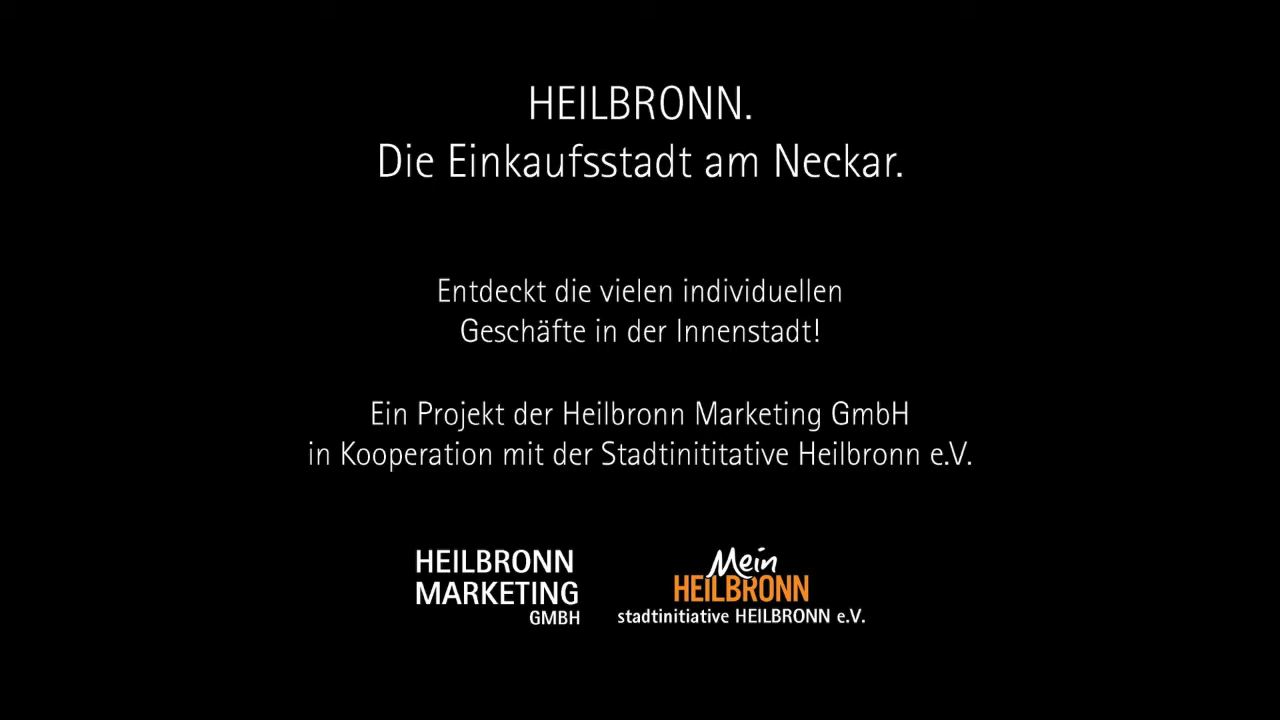 HEILBRONN.
Die Einkaufsstadt am Neckar.
Entdeckt die vielen individuellen
Geschäfte in der Innenstadt!
Ein Projekt der Heilbronn Marketing GmbH
in Kooperation mit der Stadtinititative Heilbronn e.V.
HEILBRONN
MARKETING
GMBH
Mein
HEILBRONN
stadtinitiative HEILBRONN e.V.